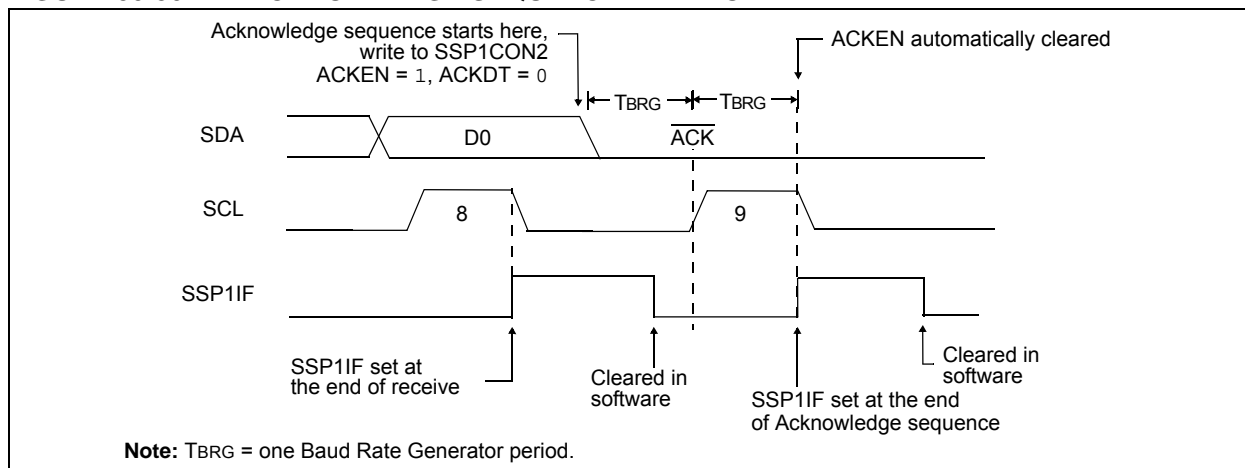 Acknowledge sequence starts here,
write to SSP1CON2
ACKEN = 1, ACKDT = 0
ACKEN automatically cleared
TBRG
TBRG
SDA
D0
ACK
SCL
8
9
SSP1IF
SSP1IF set at
the end of receive
Cleared in
software
SSP1IF set at the end
of Acknowledge sequence
Cleared in
software
Note: TBRG = one Baud Rate Generator period.